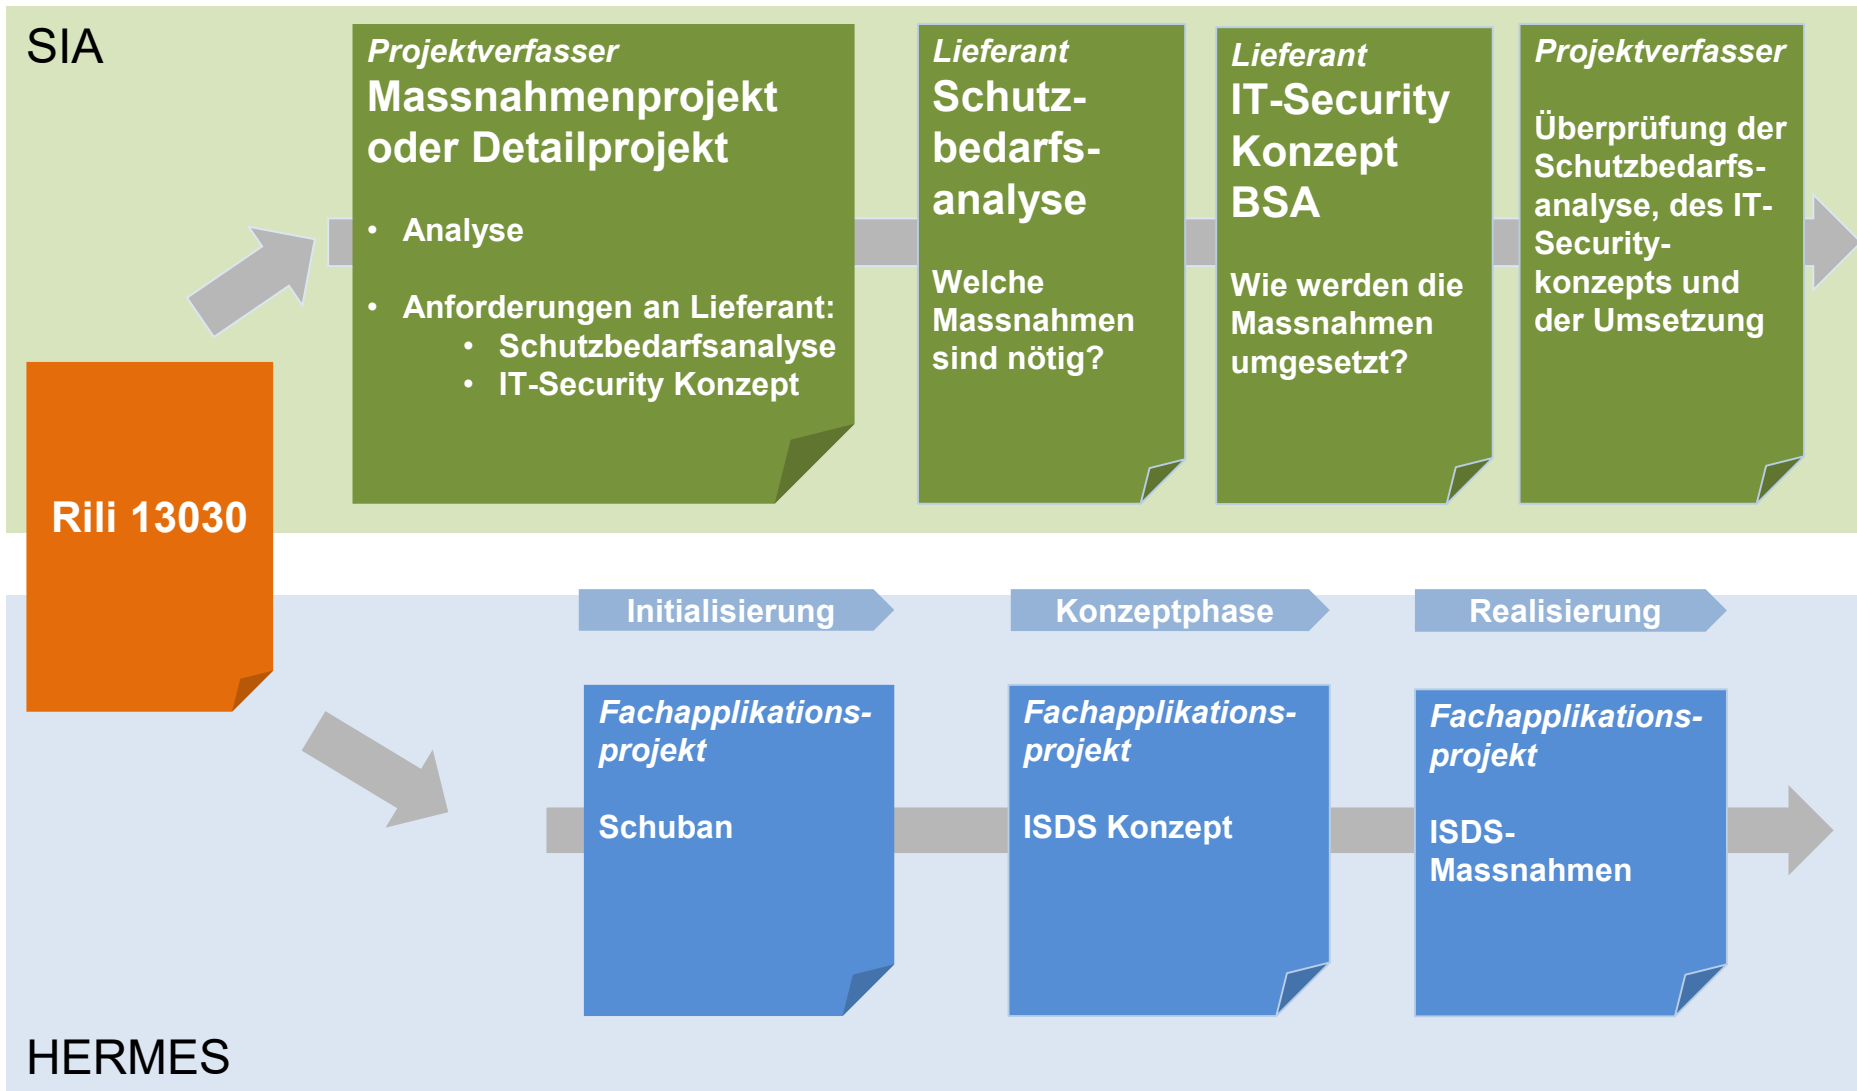 SIA
Projektverfasser
Massnahmenprojekt
oder Detailprojekt
• Analyse
• Anforderungen an Lieferant:
• Schutzbedarfsanalyse
• IT-Security Konzept
Lieferant
Schutz-
bedarfs-
analyse
Welche
Massnahmen
sind nötig?
Lieferant
IT-Security
Konzept
BSA
Wie werden die
Massnahmen
umgesetzt?
Projektverfasser
Überprüfung der
Schutzbedarfs-
analyse, des IT-
Security-
konzepts und
der Umsetzung
Rili 13030
Initialisierung
Konzeptphase
Realisierung
Fachapplikations-
projekt
Schuban
Fachapplikations-
projekt
ISDS Konzept
Fachapplikations-
projekt
ISDS-
Massnahmen
HERMES